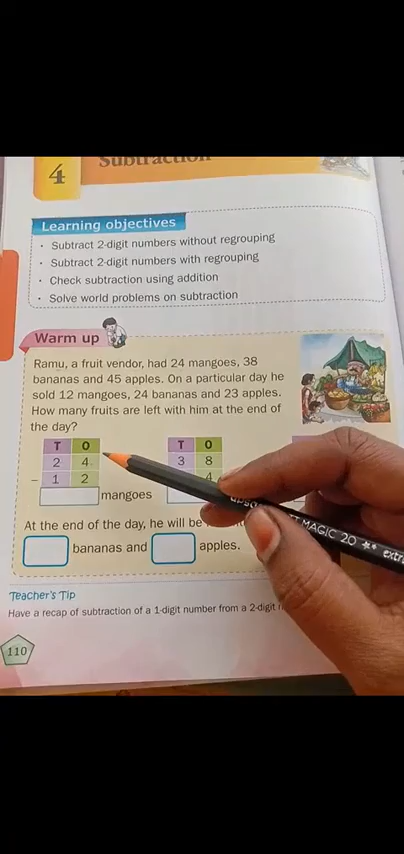 4
Subtraction
Learning objectives
· Subtract 2-digit numbers without regrouping
· Subtract 2-digit numbers with regrouping
· Check subtraction using addition
· Solve world problems on subtraction
Warm up
Ramu, a fruit vendor, had 24 mangoes, 38
bananas and 45 apples. On a particular day he
sold 12 mangoes, 24 bananas and 23 apples.
How many fruits are left with him at the end of
the day?
T O T O
2 4 3 8
– 1 2 4
mangoes
At the end of the day, he will be
bananas and apples.
Teacher's Tip
Have a recap of subtraction of a 1-digit number from a 2-digit
110
MAGIC 20 ★★ extra